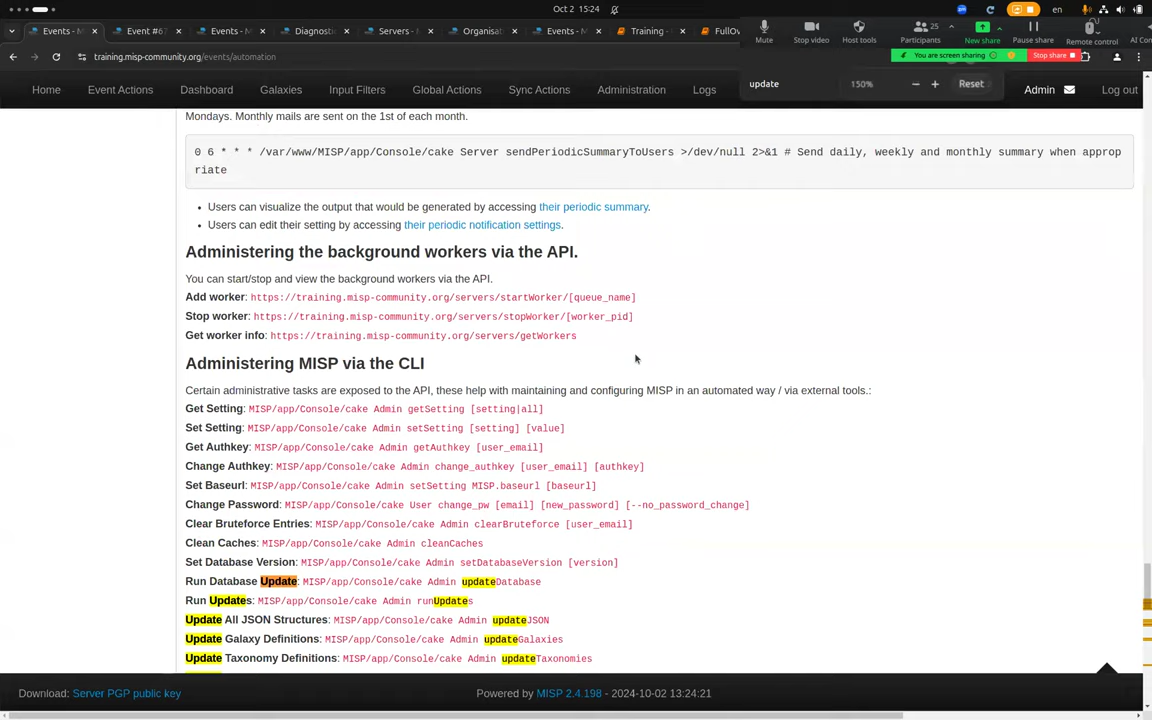 Oct 2 15:24
en
Events - M
Event #67
Events - M
Diagnost
Servers - M
Organisat
Events - M
Training -
FullOv
training.misp-community.org/events/automation
Mute
Stop video
Host tools
25
Participants
New share
Pause share
Remote control
AI Com
You are screen sharing
Stop share
Home
Event Actions
Dashboard
Galaxies
Input Filters
Global Actions
Sync Actions
Administration
Logs
update
150%
Reset
Admin
Log out
Mondays. Monthly mails are sent on the 1st of each month.
0 6 * * * /var/www/MISP/app/Console/cake Server sendPeriodicSummaryToUsers >/dev/null 2>&1 # Send daily, weekly and monthly summary when approp
riate
• Users can visualize the output that would be generated by accessing their periodic summary.
• Users can edit their setting by accessing their periodic notification settings.
Administering the background workers via the API.
You can start/stop and view the background workers via the API.
Add worker: https://training.misp-community.org/servers/startWorker/[queue_name]
Stop worker: https://training.misp-community.org/servers/stopWorker/[worker_pid]
Get worker info: https://training.misp-community.org/servers/getWorkers
Administering MISP via the CLI
Certain administrative tasks are exposed to the API, these help with maintaining and configuring MISP in an automated way / via external tools.:
Get Setting: MISP/app/Console/cake Admin getSetting [setting|all]
Set Setting: MISP/app/Console/cake Admin setSetting [setting] [value]
Get Authkey: MISP/app/Console/cake Admin getAuthkey [user_email]
Change Authkey: MISP/app/Console/cake Admin change_authkey [user_email] [authkey]
Set Baseurl: MISP/app/Console/cake Admin setSetting MISP.baseurl [baseurl]
Change Password: MISP/app/Console/cake User change_pw [email] [new_password] [--no_password_change]
Clear Bruteforce Entries: MISP/app/Console/cake Admin clearBruteforce [user_email]
Clean Caches: MISP/app/Console/cake Admin cleanCaches
Set Database Version: MISP/app/Console/cake Admin setDatabaseVersion [version]
Run Database Update: MISP/app/Console/cake Admin updateDatabase
Run Updates: MISP/app/Console/cake Admin runUpdates
Update All JSON Structures: MISP/app/Console/cake Admin updateJSON
Update Galaxy Definitions: MISP/app/Console/cake Admin updateGalaxies
Update Taxonomy Definitions: MISP/app/Console/cake Admin updateTaxonomies
Download: Server PGP public key
Powered by MISP 2.4.198 - 2024-10-02 13:24:21